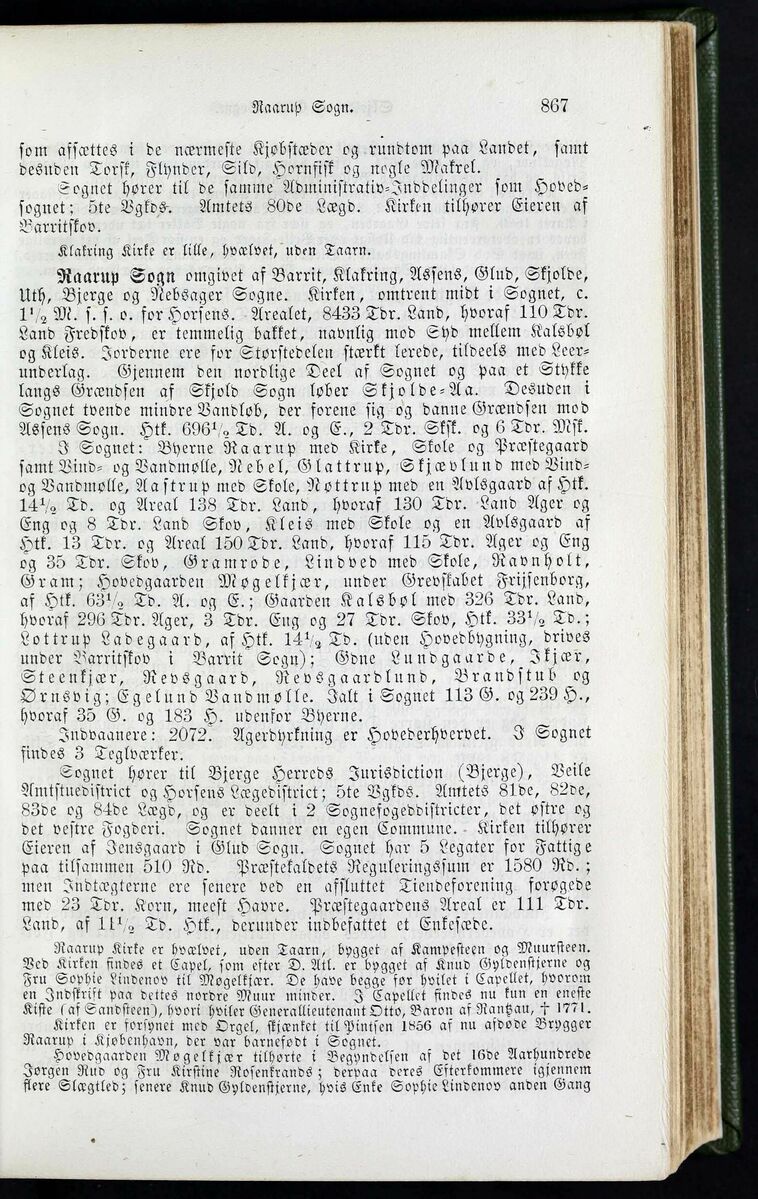 Raarup Sogn. 867
som afsættes i de nærmeste Kjøbstæder og rundtom paa Landet, samt
desuden Torsk, Flynder, Sild, Hornfisk og nogle Makrel.
Sognet hører til de samme Administrativ-Inddelinger som Hoved-
sognet; 5te Vgkds. Amtets 80de Lægd. Kirken tilhører Eieren af
Barritskov.
Klakring Kirke er lille, hvælvet, uden Taarn.
Raarup Sogn omgivet af Barrit, Klakring, Assens, Glud, Skjolde,
Uth, Bjerge og Nebsager Sogne. Kirken, omtrent midt i Sognet, c.
1½ M. s. s. o. for Horsens. Arealet, 8433 Tdr. Land, hvoraf 110 Tdr.
Land Fredskov, er temmelig bakket, navnlig mod Syd mellem Kalsbøl
og Kleis. Jorderne ere for Størstedelen stærkt lerede, tildeels med Leer-
underlag. Gjennem den nordlige Deel af Sognet og paa et Stykke
langs Grændsen af Skjold Sogn løber Skjolde-Aa. Desuden i
Sognet tvende mindre Vandløb, der forene sig og danne Grændsen mod
Assens Sogn. Htk. 696½ Td. A. og E., 2 Tdr. Sksk. og 6 Tdr. Msk.
I Sognet: Byerne Raarup med Kirke, Skole og Præstegaard
samt Vind- og Vandmølle, Nebel, Glattrup, Skjævlund med Vind-
og Vandmølle, Aastrup med Skole, Nøttrup med en Avlsgaard af Htk.
14½ Td. og Areal 138 Tdr. Land, hvoraf 130 Tdr. Land Ager og
Eng og 8 Tdr. Land Skov, Kleis med Skole og en Avlsgaard af
Htk. 13 Tdr. og Areal 150 Tdr. Land, hvoraf 115 Tdr. Ager og Eng
og 35 Tdr. Skov, Gramrode, Lindved med Skole, Ravnholt,
Gram; Hovedgaarden Møgelkjær, under Grevskabet Frijsenborg,
af Htk. 63½ Td. A. og E.; Gaarden Kalsbøl med 326 Tdr. Land,
hvoraf 296 Tdr. Ager, 3 Tdr. Eng og 27 Tdr. Skov, Htk. 33½ Td.;
Lottrup Ladegaard, af Htk. 14½ Td. (uden Hovedbygning, drives
under Barritskov i Barrit Sogn); Gdne Lundgaarde, Ikjær,
Steenkjær, Revsgaard, Revsgaardlund, Brandstub og
Ørnsvig; Egelund Vandmølle. Ialt i Sognet 113 G. og 239 H.,
hvoraf 35 G. og 183 H. udenfor Byerne.
Indvaanere: 2072. Agerdyrkning er Hovederhvervet. I Sognet
findes 3 Teglværker.
Sognet hører til Bjerge Herreds Jurisdiction (Bjerge), Veile
Amtstuedistrict og Horsens Lægedistrict; 5te Vgkds. Amtets 81de, 82de,
83de og 84de Lægd, og er deelt i 2 Sognefogeddistricter, det østre og
det vestre Fogderi. Sognet danner en egen Commune. Kirken tilhører
Eieren af Jensgaard i Glud Sogn. Sognet har 5 Legater for Fattige
paa tilsammen 510 Rd. Præstekaldets Reguleringssum er 1580 Rd.;
men Indtægterne ere senere ved en afsluttet Tiendeforening forøgede
med 23 Tdr. Korn, meest Havre. Præstegaardens Areal er 111 Tdr.
Land, af 11½ Td. Htk., derunder indbefattet et Enkesæde.
Raarup Kirke er hvælvet, uden Taarn, bygget af Kampesteen og Muursteen.
Ved Kirken findes et Capel, som efter D. Atl. er bygget af Knud Gyldenstjerne og
Fru Sophie Lindenov til Møgelkjær. De have begge før hvilet i Capellet, hvorom
en Indskrift paa dettes nordre Muur minder. I Capellet findes nu kun en eneste
Kiste (af Sandsteen), hvori hviler Generallieutenant Otto, Baron af Rantzau, † 1771.
Kirken er forsynet med Orgel, skjænket til Pintsen 1856 af nu afdøde Brygger
Raarup i Kjøbenhavn, der var barnefødt i Sognet.
Hovedgaarden Møgelkjær tilhørte i Begyndelsen af det 16de Aarhundrede
Jørgen Rud og Fru Kirstine Rosenkrands; derpaa deres Efterkommere igjennem
flere Slægtled; senere Knud Gyldenstjerne, hvis Enke Sophie Lindenov anden Gang